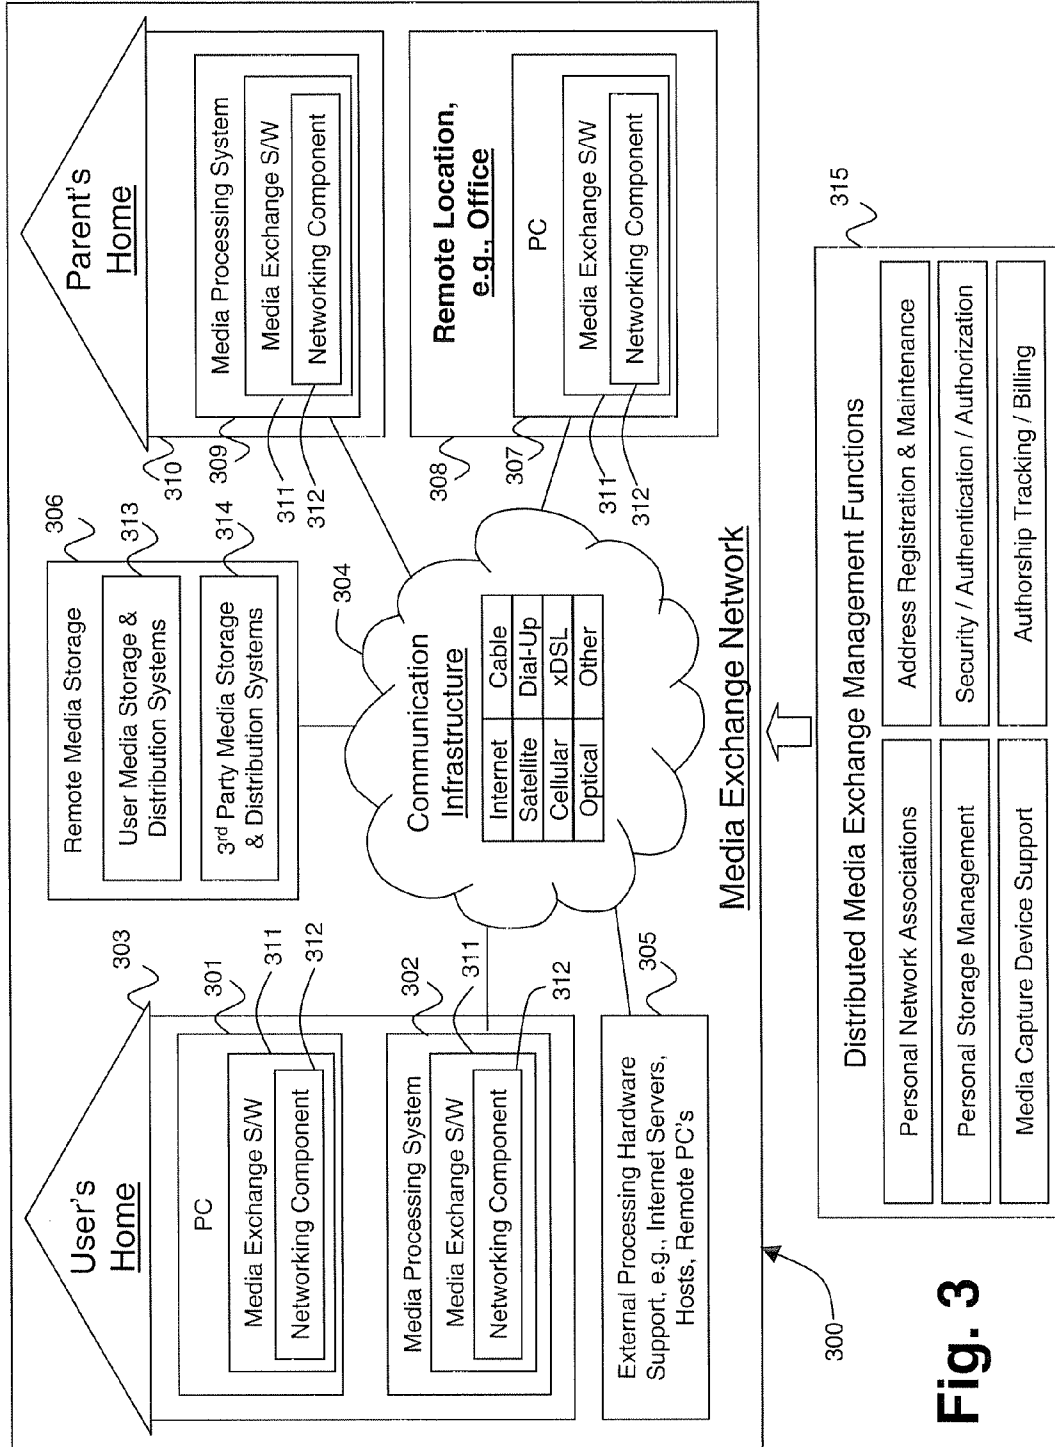 User's
Home
303
PC
301
Media Exchange S/W
311
Networking Component
312
Media Processing System
302
Media Exchange S/W
311
Networking Component
312
External Processing Hardware
Support, e.g., Internet Servers,
Hosts, Remote PC's
305
Remote Media Storage
306
User Media Storage &
Distribution Systems
313
3rd Party Media Storage
& Distribution Systems
314
304
Communication
Infrastructure
Internet Cable
Satellite Dial-Up
Cellular xDSL
Optical Other
Parent's
Home
310
Media Processing System
309
Media Exchange S/W
311
Networking Component
312
Remote Location,
e.g., Office
308
PC
307
Media Exchange S/W
311
Networking Component
312
Media Exchange Network
300
315
Distributed Media Exchange Management Functions
Personal Network Associations
Address Registration & Maintenance
Personal Storage Management
Security / Authentication / Authorization
Media Capture Device Support
Authorship Tracking / Billing
Fig. 3